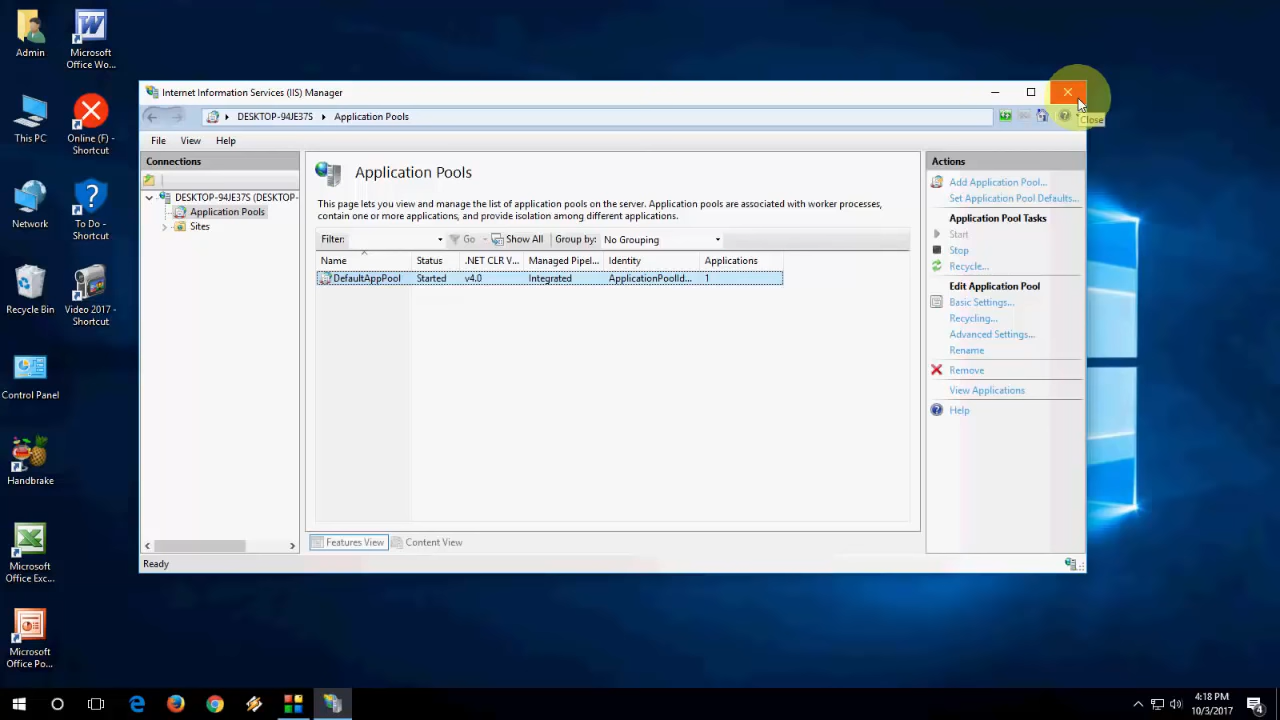 Admin
Microsoft
Office Wo...
This PC
Online (F) -
Shortcut
Network
To Do -
Shortcut
Recycle Bin
Video 2017 -
Shortcut
Control Panel
Handbrake
Microsoft
Office Exc...
Microsoft
Office Po...
Internet Information Services (IIS) Manager
Close
DESKTOP-94JE37S
Application Pools
File View Help
Connections
DESKTOP-94JE37S (DESKTOP-
Application Pools
Sites
Application Pools
This page lets you view and manage the list of application pools on the server. Application pools are associated with worker processes,
contain one or more applications, and provide isolation among different applications.
Filter: Go Show All Group by: No Grouping
Name Status .NET CLR V... Managed Pipel... Identity Applications
DefaultAppPool Started v4.0 Integrated ApplicationPoolId... 1
Features View Content View
Actions
Add Application Pool...
Set Application Pool Defaults...
Application Pool Tasks
Start
Stop
Recycle...
Edit Application Pool
Basic Settings...
Recycling...
Advanced Settings...
Rename
Remove
View Applications
Help
Ready
4:18 PM
10/3/2017
4